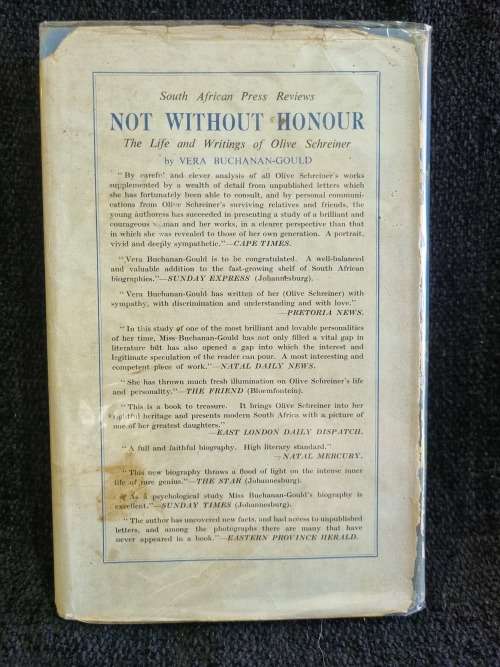 South African Press Reviews
NOT WITHOUT HONOUR
The Life and Writings of Olive Schreiner
by VERA BUCHANAN-GOULD
"By careful and clever analysis of all Olive Schreiner's works
supplemented by a wealth of detail from unpublished letters which
she has fortunately been able to consult, and by personal communi-
cations from Olive Schreiner's surviving relatives and friends, the
young authoress has succeeded in presenting a study of a brilliant and
courageous woman and her works, in a clearer perspective than that
in which she was revealed to those of her own generation. A portrait,
vivid and deeply sympathetic."—CAPE TIMES.
"Vera Buchanan-Gould is to be congratulated. A well-balanced
and valuable addition to the fast-growing shelf of South African
biographies."—SUNDAY EXPRESS (Johannesburg).
"Vera Buchanan-Gould has written of her (Olive Schreiner) with
sympathy, with discrimination and understanding and with love."
—PRETORIA NEWS.
"In this study of one of the most brilliant and lovable personalities
of her time, Miss Buchanan-Gould has not only filled a vital gap in
literature but has also opened a gap into which the interest and
legitimate speculation of the reader can pour. A most interesting and
competent piece of work."—NATAL DAILY NEWS.
"She has thrown much fresh illumination on Olive Schreiner's life
and personality."—THE FRIEND (Bloemfontein).
"This is a book to treasure. It brings Olive Schreiner into her
rightful heritage and presents modern South Africa with a picture of
one of her greatest daughters."
—EAST LONDON DAILY DISPATCH.
"A full and faithful biography. High literary standard."
—NATAL MERCURY.
"This new biography throws a flood of light on the intense inner
life of rare genius."—THE STAR (Johannesburg).
"As a psychological study Miss Buchanan-Gould's biography is
excellent."—SUNDAY TIMES (Johannesburg).
"The author has uncovered new facts, and had access to unpublished
letters, and among the photographs there are many that have
never appeared in a book."—EASTERN PROVINCE HERALD.